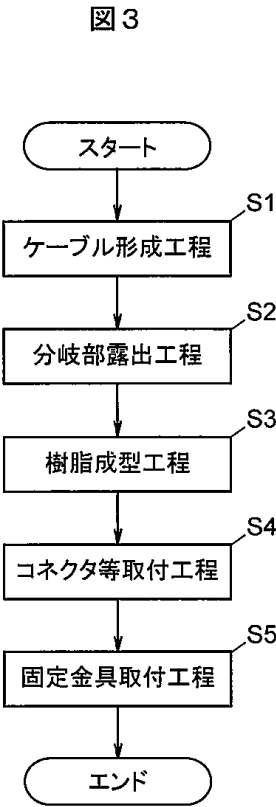 図3
スタート
S1
ケーブル形成工程
S2
分岐部露出工程
S3
樹脂成型工程
S4
コネクタ等取付工程
S5
固定金具取付工程
エンド